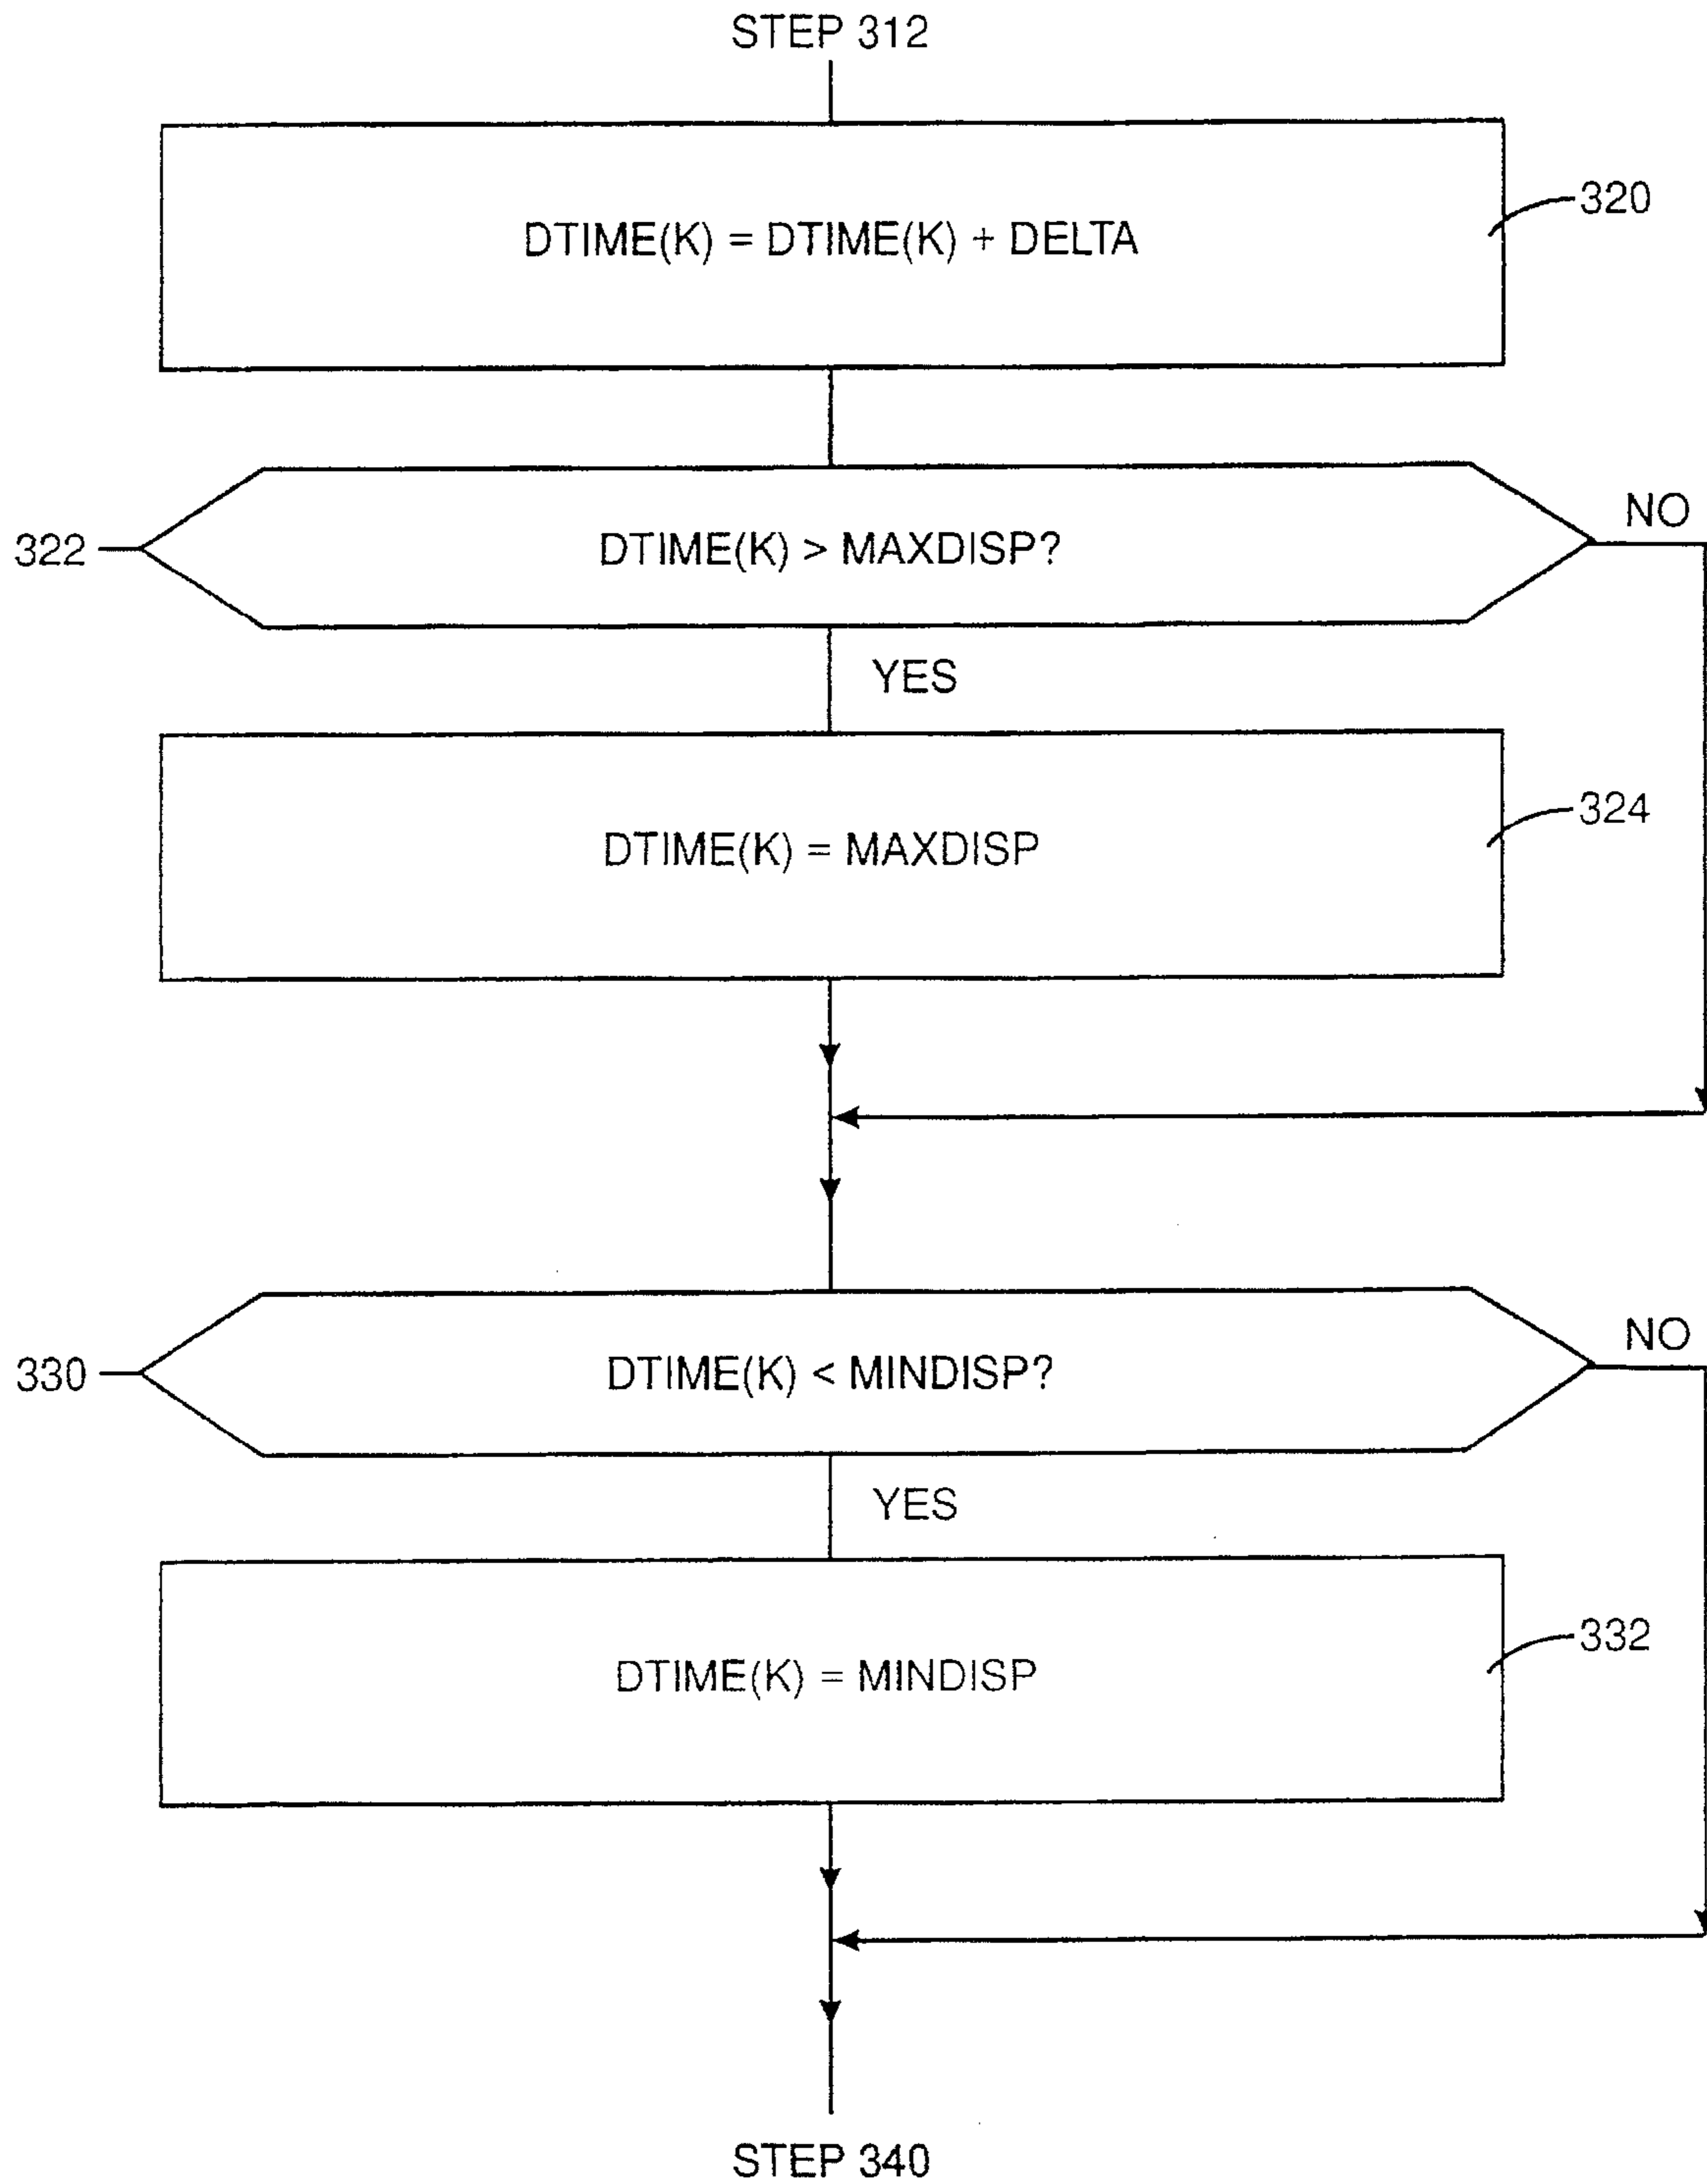 STEP 312
320
DTIME(K) = DTIME(K) + DELTA
NO
322
DTIME(K) > MAXDISP?
YES
324
DTIME(K) = MAXDISP
NO
330
DTIME(K) < MINDISP?
YES
332
DTIME(K) = MINDISP
STEP 340